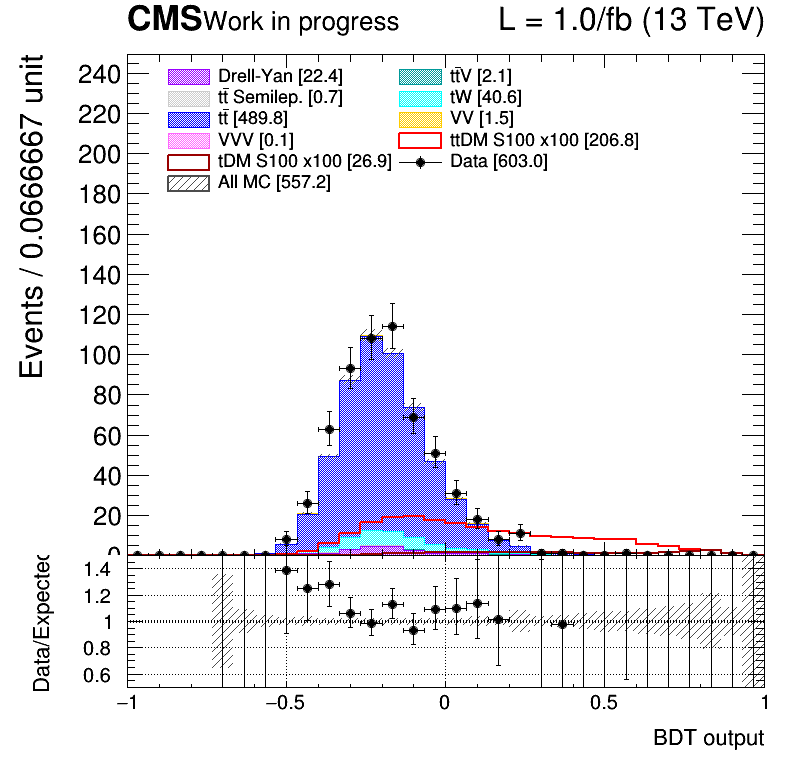 CMS Work in progress L = 1.0/fb (13 TeV)
Events / 0.0666667 unit
240
220
200
180
160
140
120
100
80
60
40
20
0
Drell-Yan [22.4]
tt̄V [2.1]
tt̄ Semilep. [0.7]
tW [40.6]
tt̄ [489.8]
VV [1.5]
VVV [0.1]
ttDM S100 x100 [206.8]
tDM S100 x100 [26.9]
Data [603.0]
All MC [557.2]
Data/Expected
1.4
1.2
1
0.8
0.6
−1 −0.5 0 0.5 1
BDT output